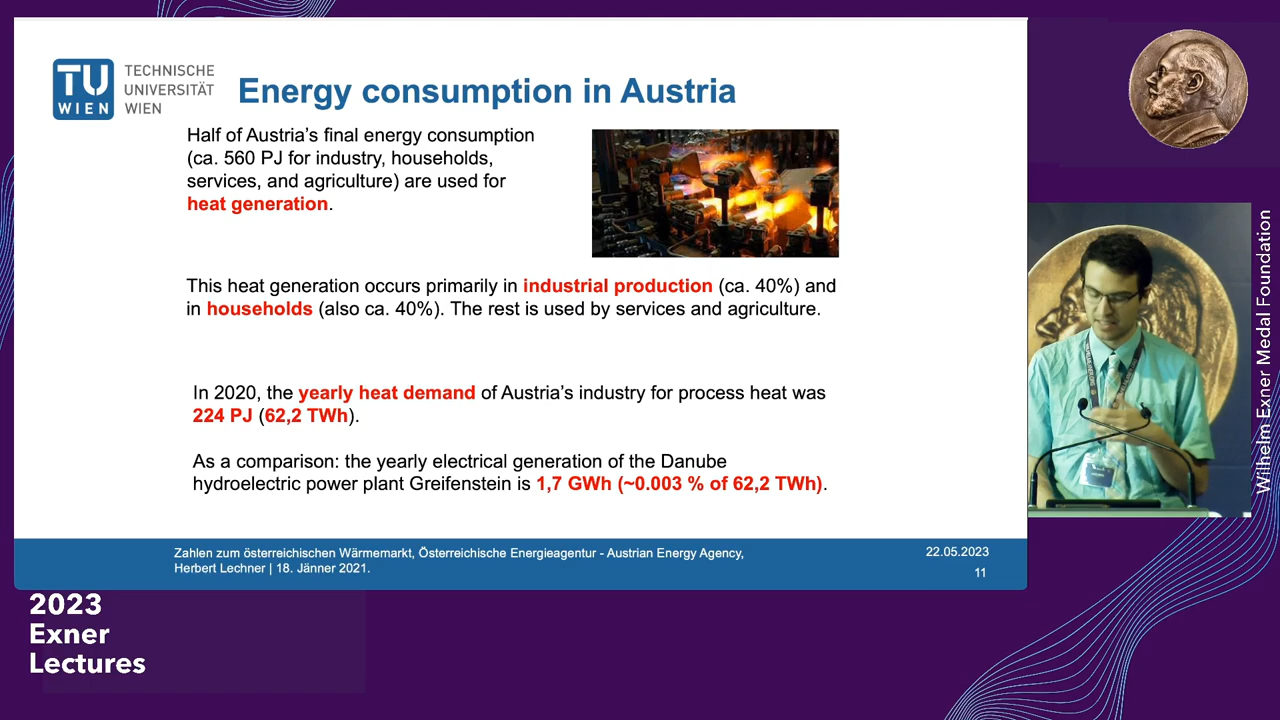 TU
WIEN
TECHNISCHE
UNIVERSITÄT
WIEN
Energy consumption in Austria
Half of Austria's final energy consumption
(ca. 560 PJ for industry, households,
services, and agriculture) are used for
heat generation.
This heat generation occurs primarily in industrial production (ca. 40%) and
in households (also ca. 40%). The rest is used by services and agriculture.
In 2020, the yearly heat demand of Austria's industry for process heat was
224 PJ (62,2 TWh).
As a comparison: the yearly electrical generation of the Danube
hydroelectric power plant Greifenstein is 1,7 GWh (~0.003 % of 62,2 TWh).
Zahlen zum österreichischen Wärmemarkt, Österreichische Energieagentur - Austrian Energy Agency,
Herbert Lechner | 18. Jänner 2021.
22.05.2023
11
Wilhelm Exner Medal Foundation
2023
Exner
Lectures